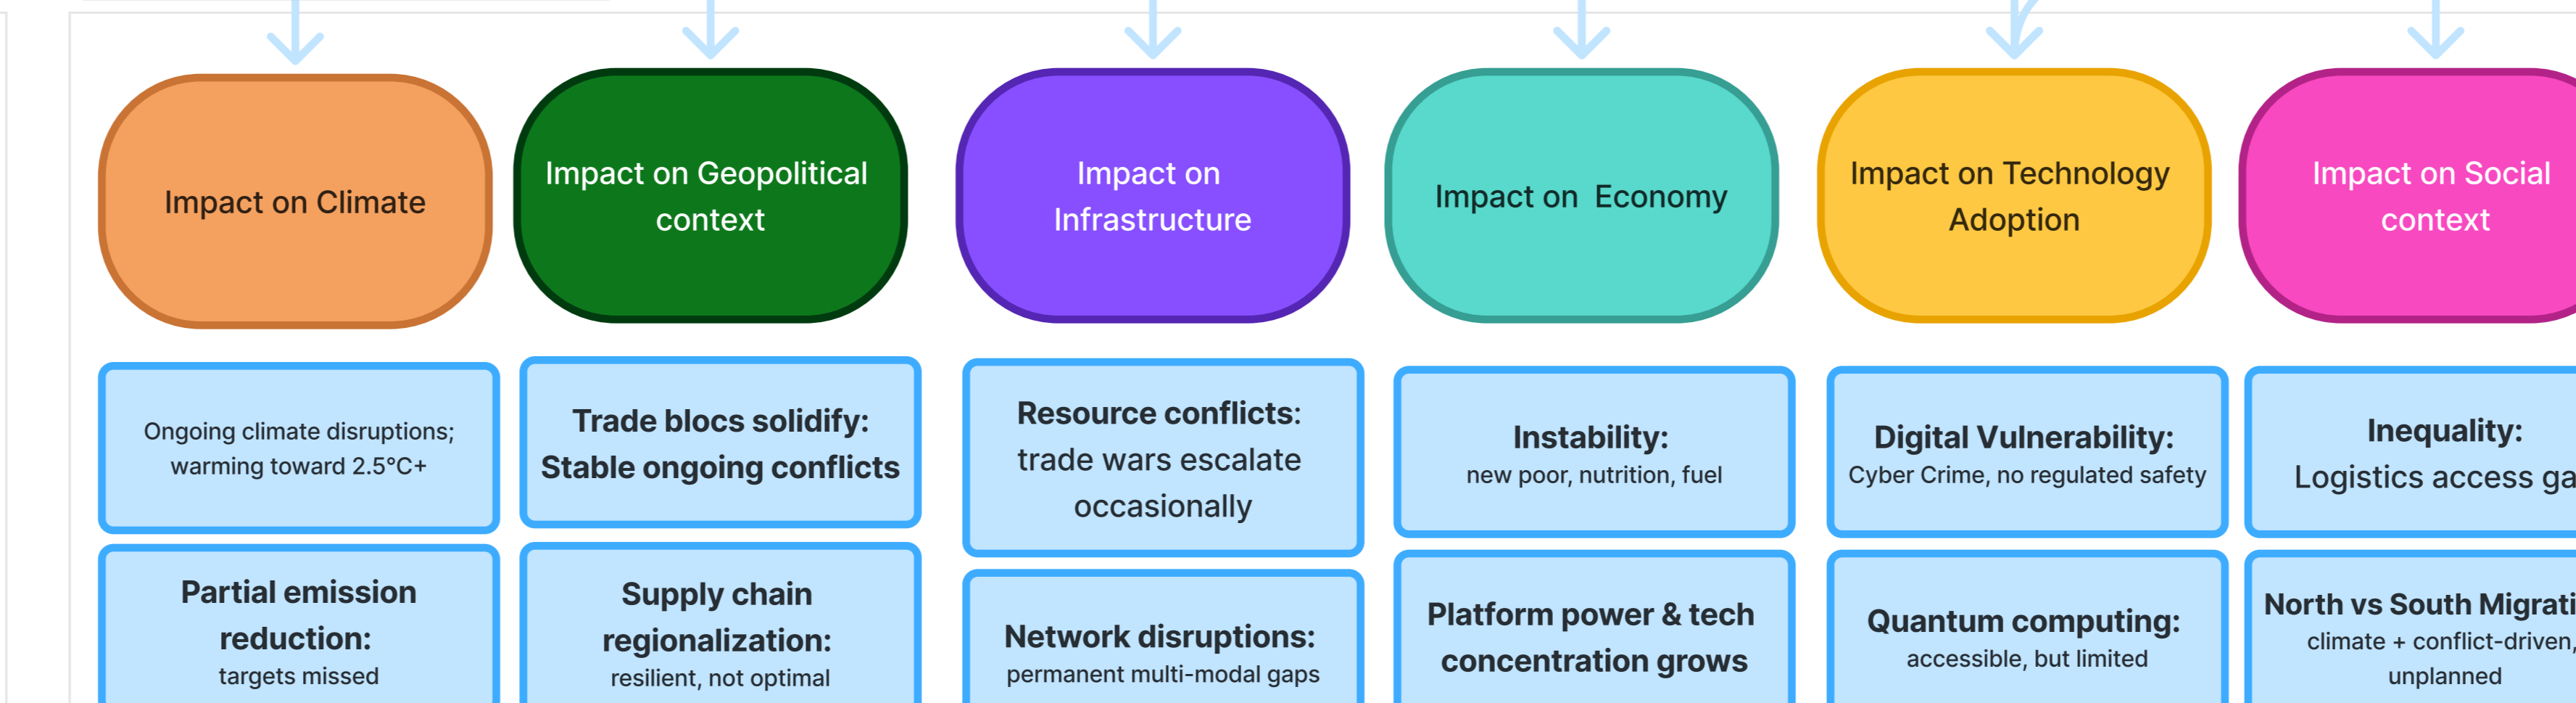 Impact on Climate
Impact on Geopolitical
context
Impact on
Infrastructure
Impact on  Economy
Impact on Technology
Adoption
Impact on Social
context
Ongoing climate disruptions;
warming toward 2.5°C+
Trade blocs solidify:
Stable ongoing conflicts
Resource conflicts:
trade wars escalate
occasionally
Instability:
new poor, nutrition, fuel
Digital Vulnerability:
Cyber Crime, no regulated safety
Inequality:
Logistics access
Partial emission
reduction:
targets missed
Supply chain
regionalization:
resilient, not optimal
Network disruptions:
permanent multi-modal gaps
Platform power & tech
concentration grows
Quantum computing:
accessible, but limited
North vs South
climate + conflict-driven,
unplanned